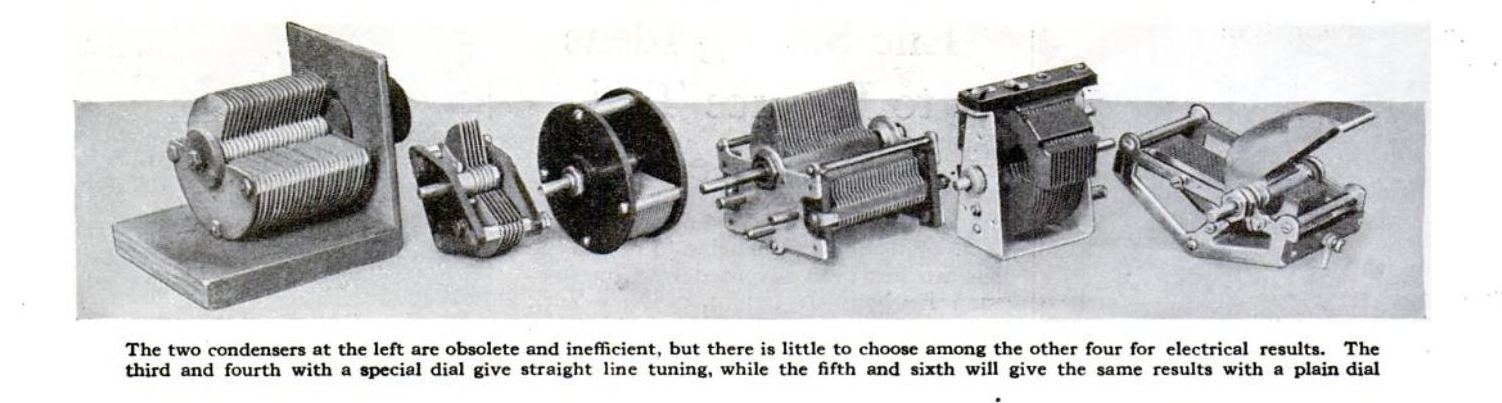 The two condensers at the left are obsolete and inefficient, but there is little to choose among the other four for electrical results. The
third and fourth with a special dial give straight line tuning, while the fifth and sixth will give the same results with a plain dial